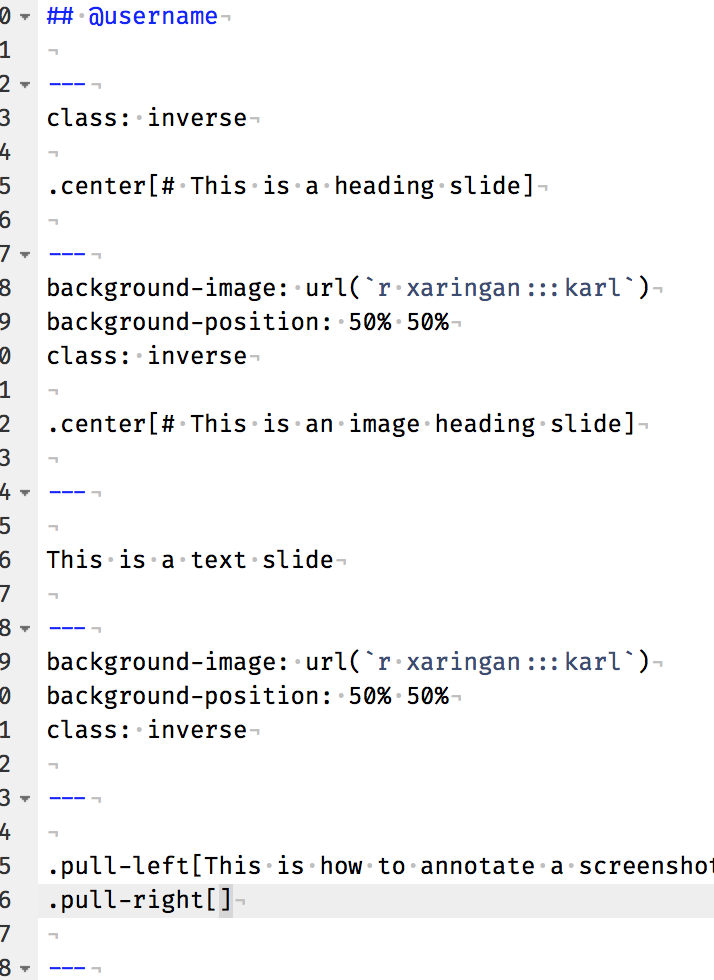 0 ## @username
1
2 ---
3 class: inverse
4
5 .center[# This is a heading slide]
6
7 ---
8 background-image: url(`r xaringan:::karl`)
9 background-position: 50% 50%
0 class: inverse
1
2 .center[# This is an image heading slide]
3
4 ---
5
6 This is a text slide
7
8 ---
9 background-image: url(`r xaringan:::karl`)
0 background-position: 50% 50%
1 class: inverse
2
3 ---
4
5 .pull-left[This is how to annotate a screenshot
6 .pull-right[]
7
8 ---